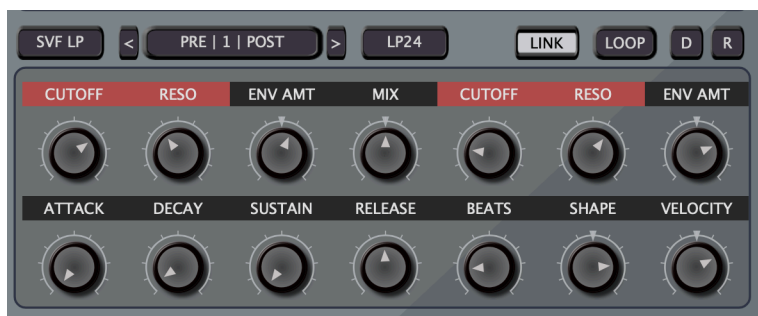 SVF LP < PRE | 1 | POST > LP24 LINK LOOP D R
CUTOFF RESO ENV AMT MIX CUTOFF RESO ENV AMT
ATTACK DECAY SUSTAIN RELEASE BEATS SHAPE VELOCITY